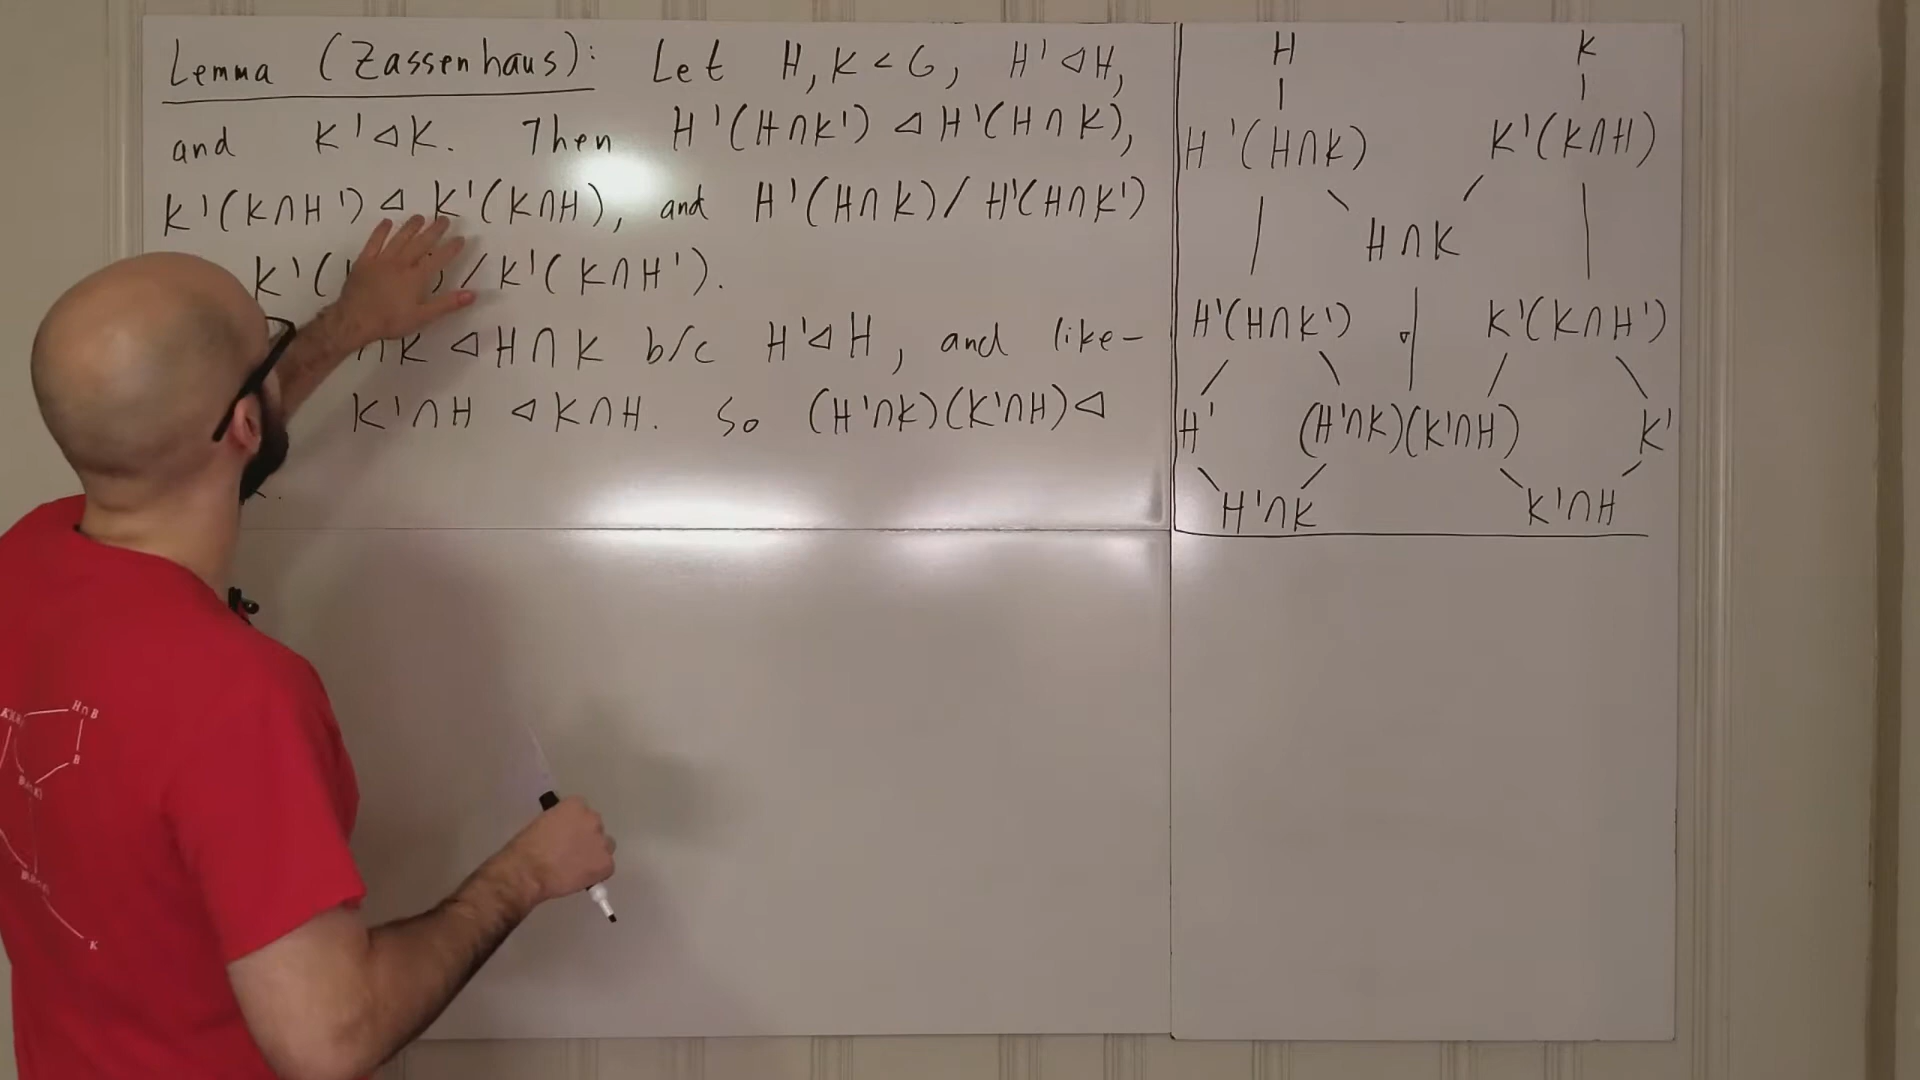 Lemma (Zassenhaus): Let H, K < G, H' ⊲ H,
and K' ⊲ K. Then H'(H∩K') ⊲ H'(H∩K),
K'(K∩H') ⊲ K'(K∩H), and H'(H∩K)/H'(H∩K')
K'( /K'(K∩H').
∩K ⊲ H∩K b/c H' ⊲ H, and like-
K'∩H ⊲ K∩H. So (H'∩K)(K'∩H) ⊲
H K
H'(H∩K) K'(K∩H)
H∩K
H'(H∩K') ⊲ K'(K∩H')
H' (H'∩K)(K'∩H) K'
H'∩K K'∩H
H∩B
B
K